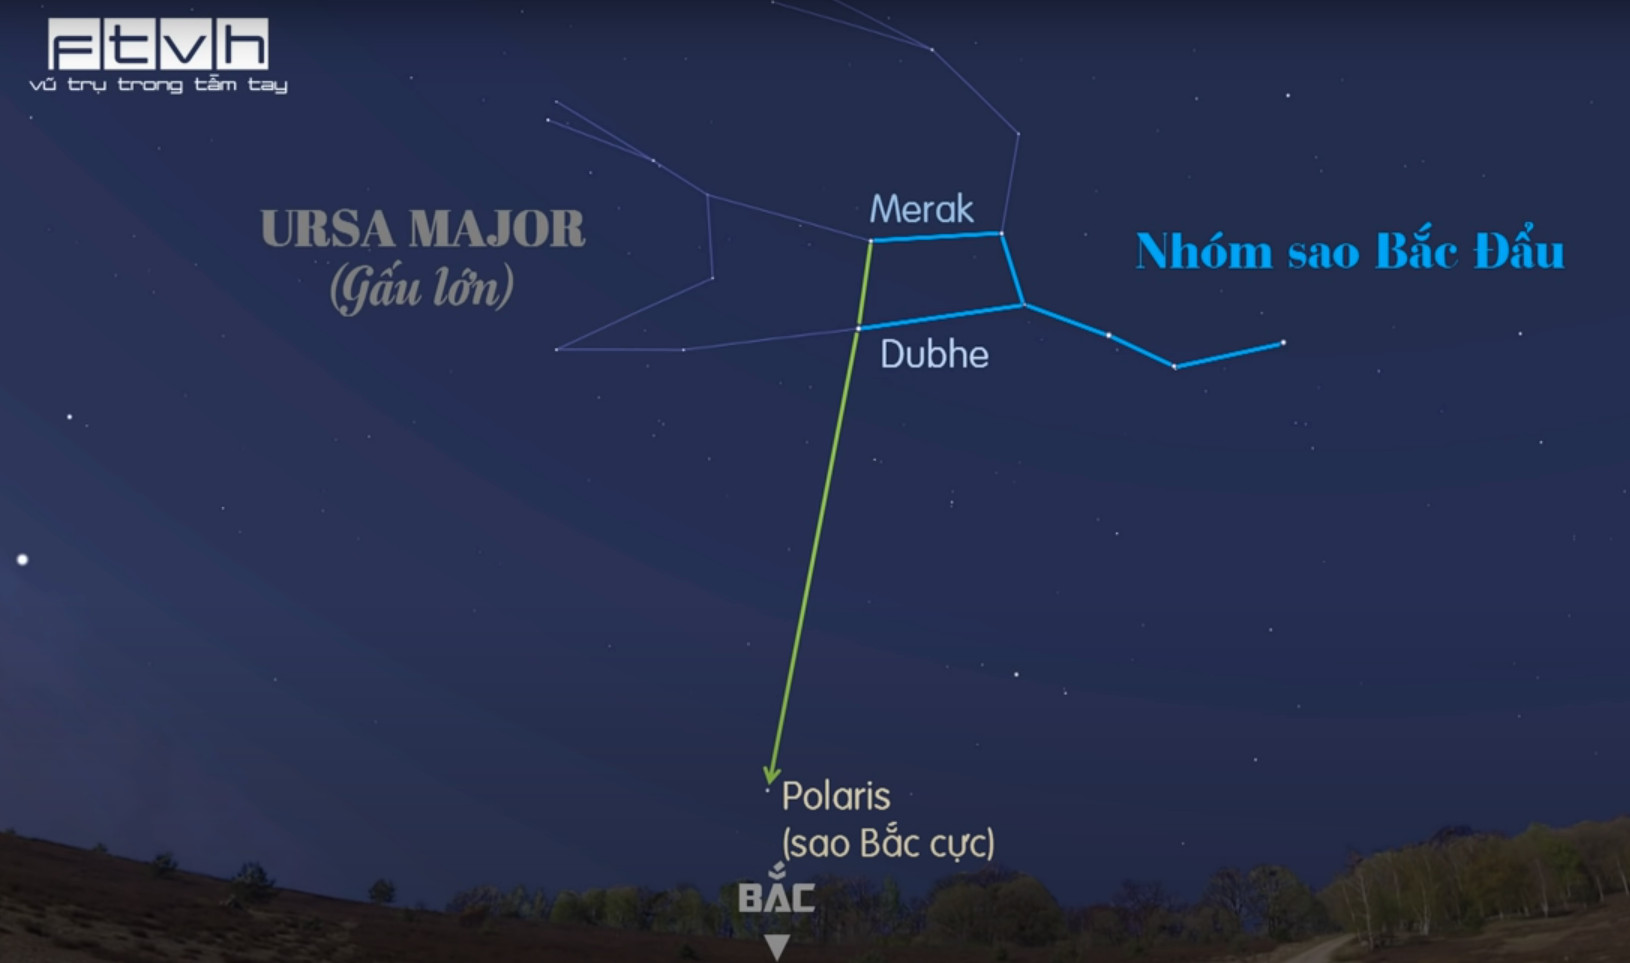 ftvh
vũ trụ trong tầm tay
URSA MAJOR
(Gấu lớn)
Merak
Nhóm sao Bắc Đẩu
Dubhe
Polaris
(sao Bắc cực)
BẮC